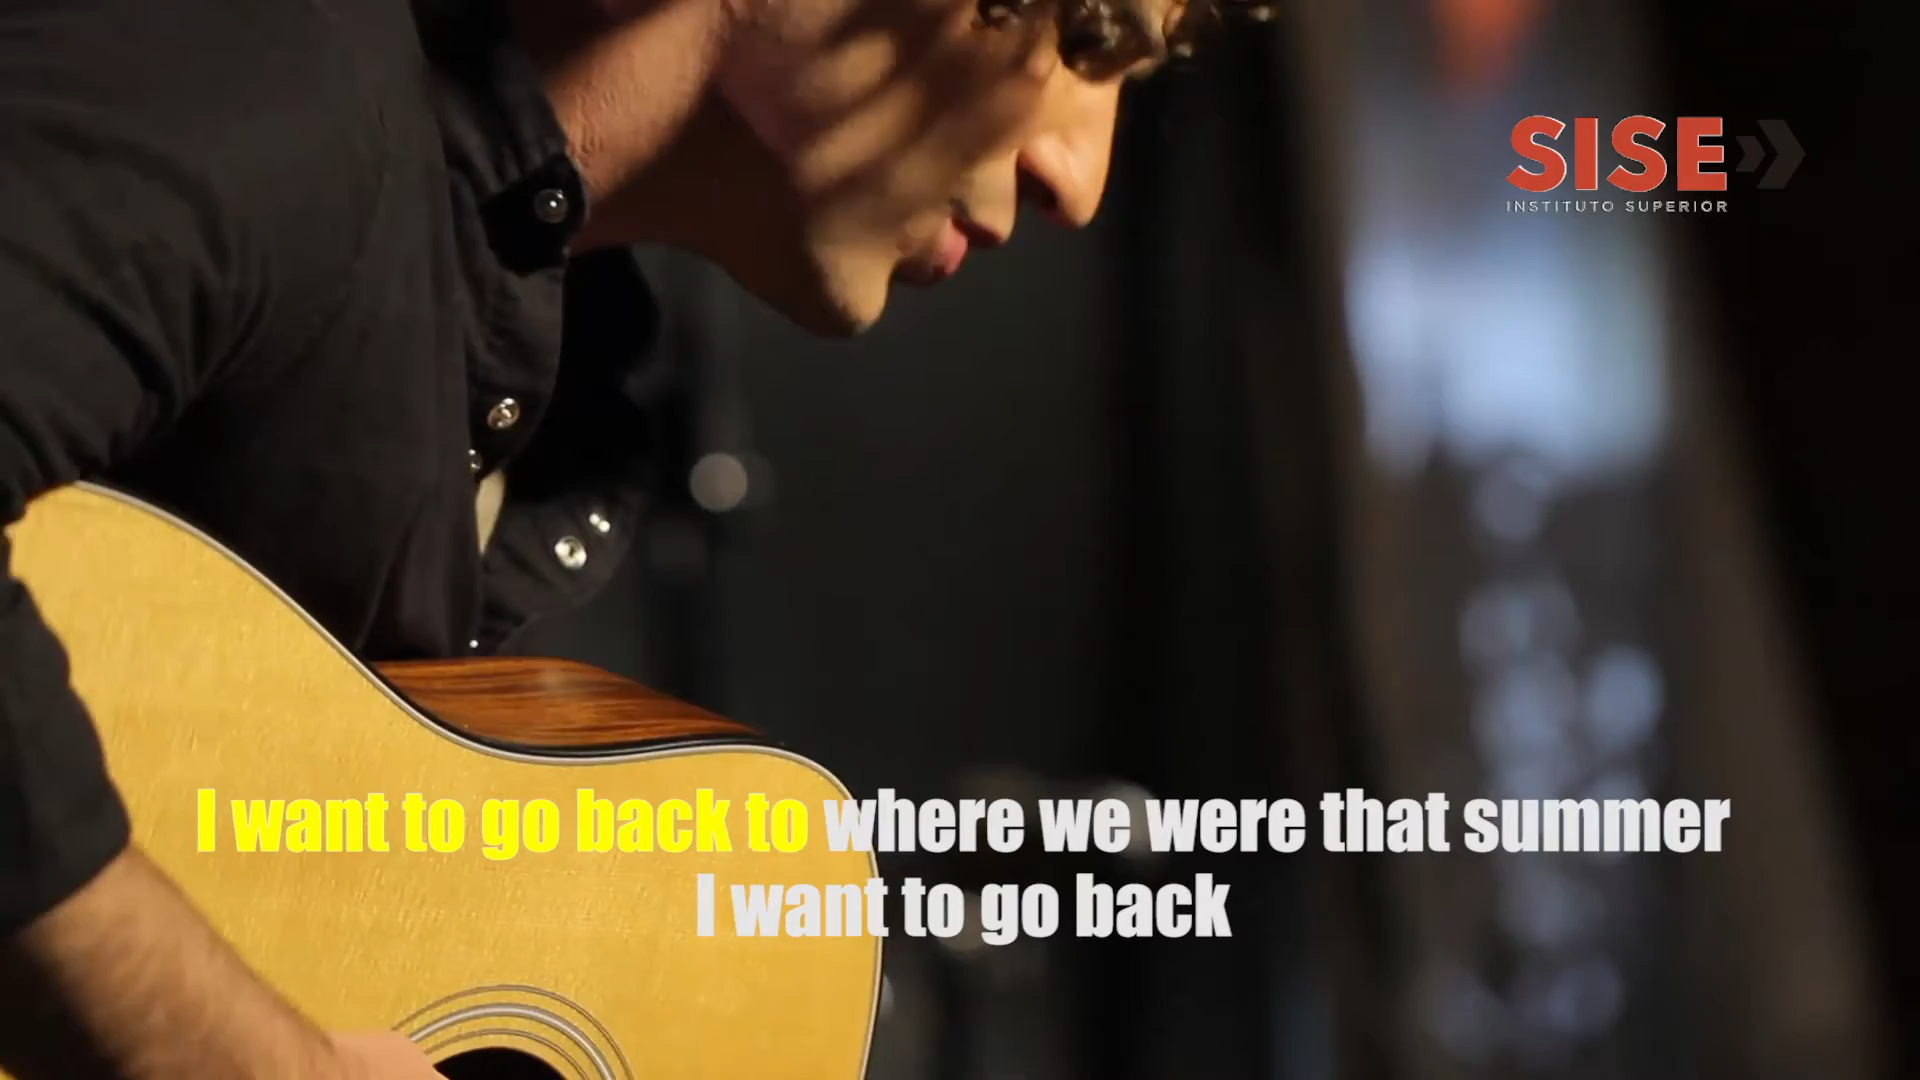 SISE
INSTITUTO SUPERIOR
I want to go back to where we were that summer
I want to go back